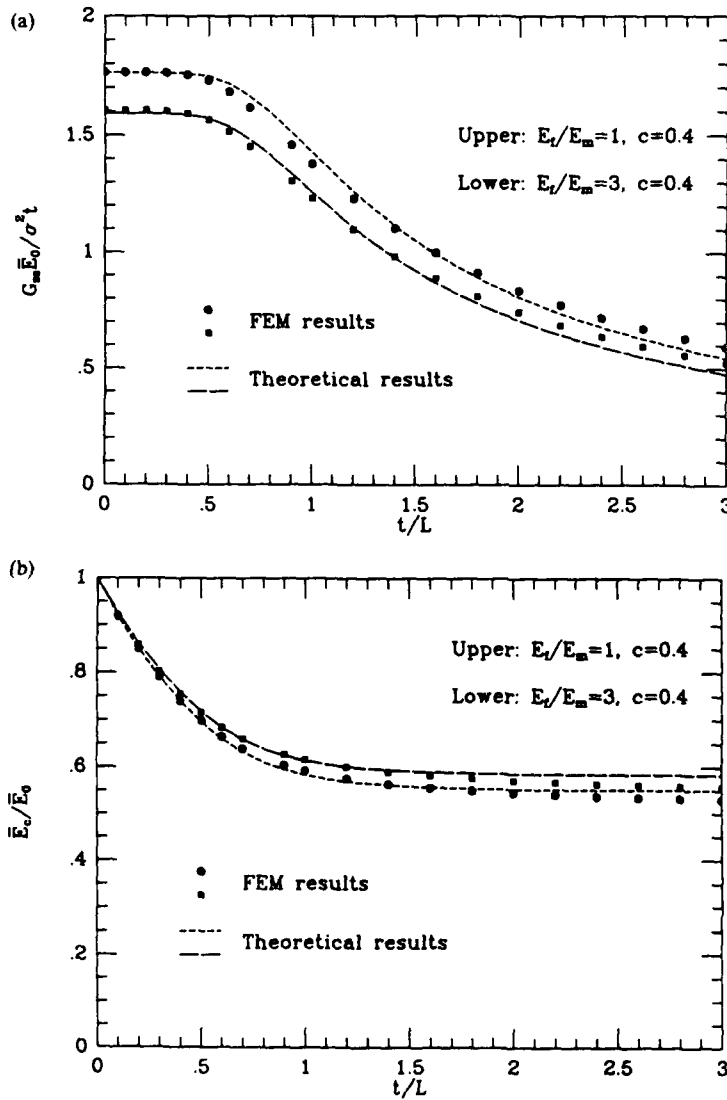 (a)
2
1.5
1
.5
0
G_ss Ē_0/σ²t
Upper: E_f/E_m=1, c=0.4
Lower: E_f/E_m=3, c=0.4
FEM results
Theoretical results
0 .5 1 1.5 2 2.5 3
t/L
(b)
1
.8
.6
.4
.2
0
Ē_c/Ē_0
Upper: E_f/E_m=1, c=0.4
Lower: E_f/E_m=3, c=0.4
FEM results
Theoretical results
0 .5 1 1.5 2 2.5 3
t/L